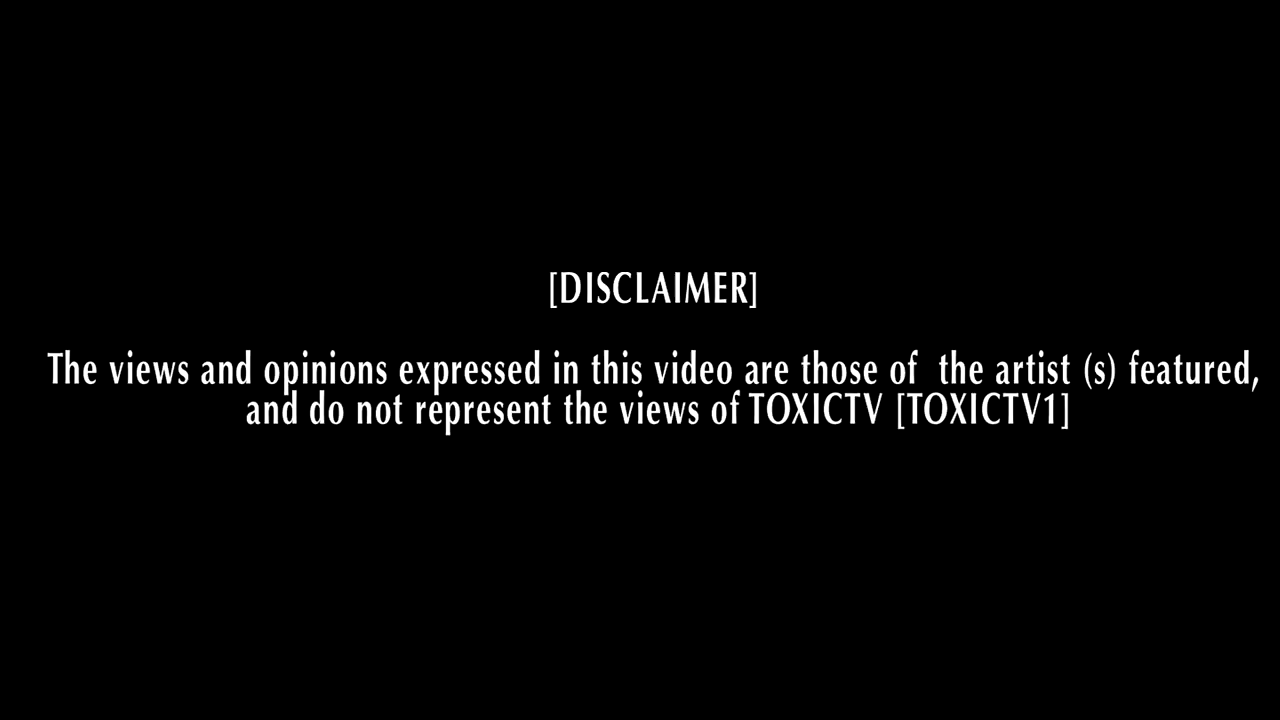 [DISCLAIMER]
The views and opinions expressed in this video are those of  the artist (s) featured,
and do not represent the views of TOXICTV [TOXICTV1]